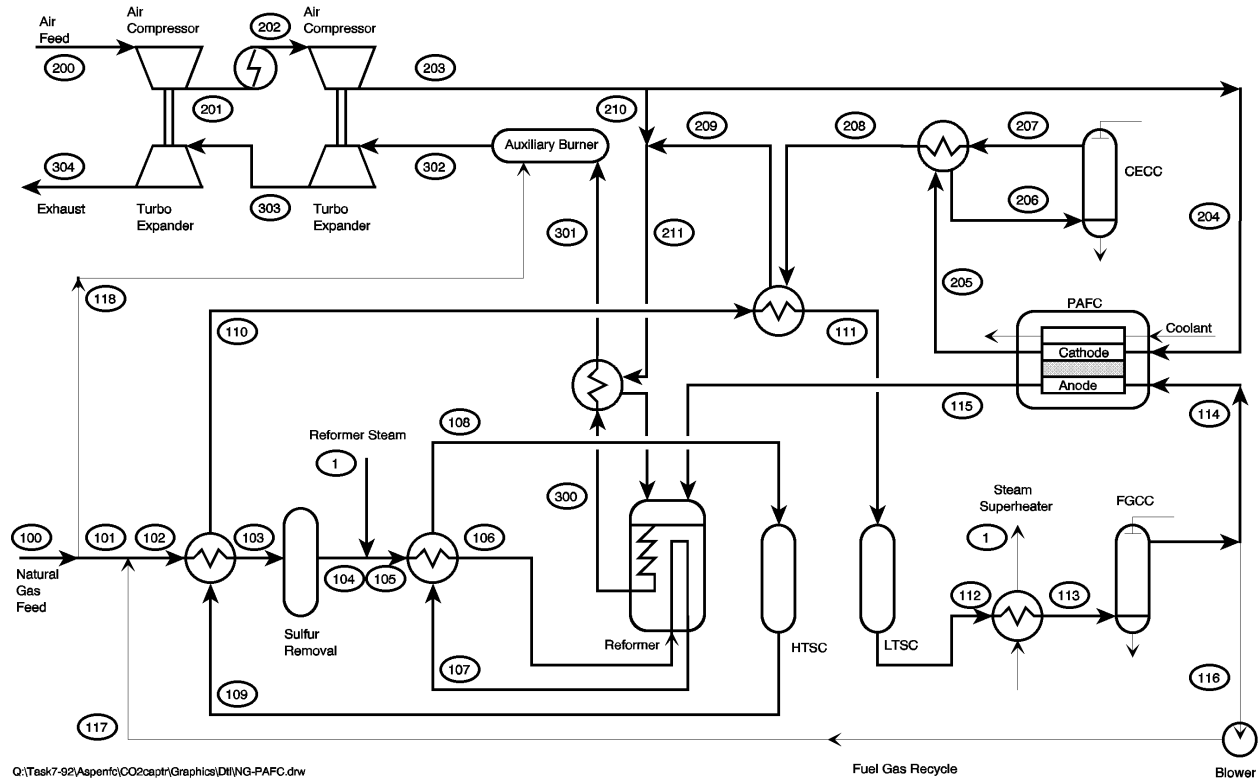 Air
Feed
200
Air
Compressor
202
Air
Compressor
203
201
210
209
208
207
Auxiliary Burner
CECC
304
302
206
Exhaust
Turbo
Expander
303
Turbo
Expander
301
211
204
205
118
PAFC
110
111
Coolant
Cathode
Anode
115
114
108
Reformer Steam
1
300
Steam
Superheater
FGCC
100
101
102
103
106
1
Natural
Gas
Feed
104
105
112
113
Sulfur
Removal
Reformer
HTSC
LTSC
107
109
116
117
Q:\Task7-92\Aspenfc\CO2captr\Graphics\Dtl\NG-PAFC.drw
Fuel Gas Recycle
Blower